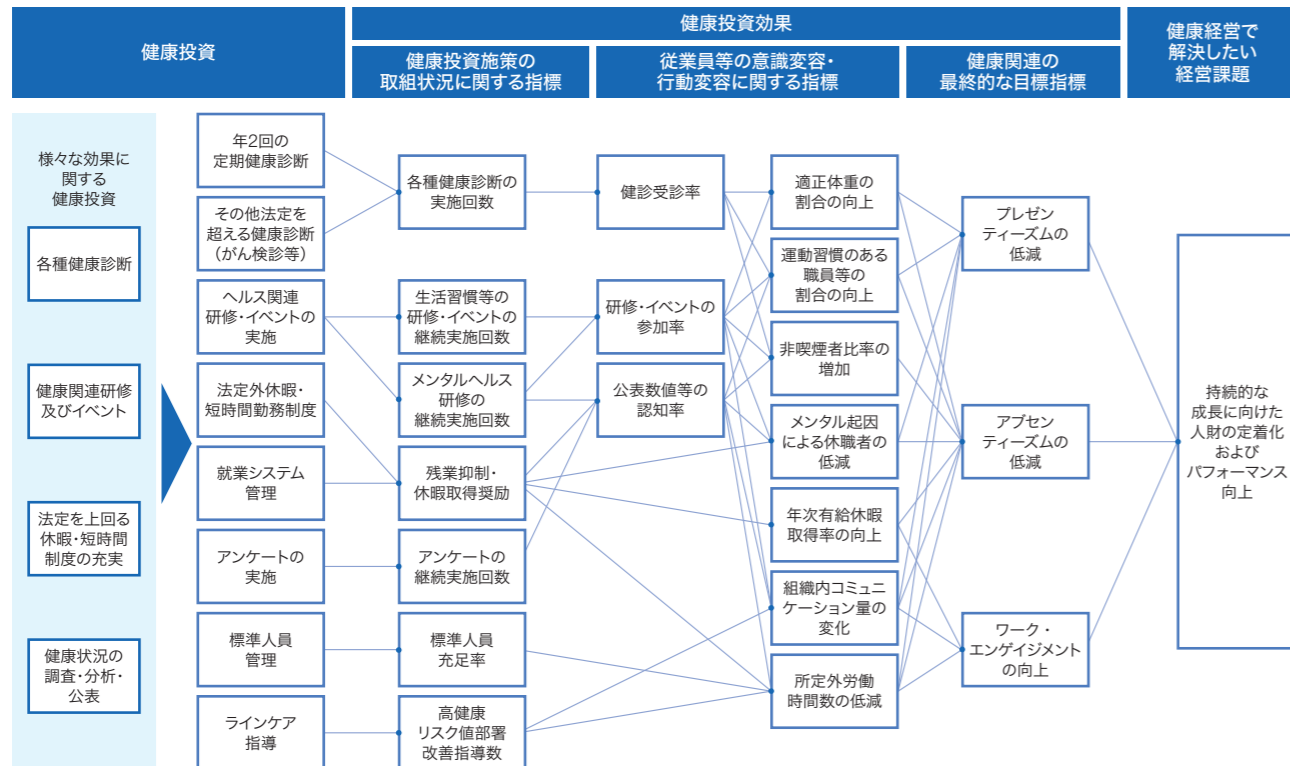 健康投資
健康投資効果
健康投資施策の
取組状況に関する指標
従業員等の意識変容・
行動変容に関する指標
健康関連の
最終的な目標指標
健康経営で
解決したい
経営課題
様々な効果に
関する
健康投資
各種健康診断
健康関連研修
及びイベント
法定を上回る
休暇・短時間
制度の充実
健康状況の
調査・分析・
公表
年2回の
定期健康診断
その他法定を
超える健康診断
（がん検診等）
ヘルス関連
研修・イベントの
実施
法定外休暇・
短時間勤務制度
就業システム
管理
アンケートの
実施
標準人員
管理
ラインケア
指導
各種健康診断の
実施回数
生活習慣等の
研修・イベントの
継続実施回数
メンタルヘルス
研修の
継続実施回数
残業抑制・
休暇取得奨励
アンケートの
継続実施回数
標準人員
充足率
高健康
リスク値部署
改善指導数
健診受診率
研修・イベントの
参加率
公表数値等の
認知率
適正体重の
割合の向上
運動習慣のある
職員等の
割合の向上
非喫煙者比率の
増加
メンタル起因
による休職者の
低減
年次有給休暇
取得率の向上
組織内コミュニ
ケーション量の
変化
所定外労働
時間数の低減
プレゼン
ティーズムの
低減
アブセン
ティーズムの
低減
ワーク・
エンゲイジメント
の向上
持続的な
成長に向けた
人財の定着化
および
パフォーマンス
向上